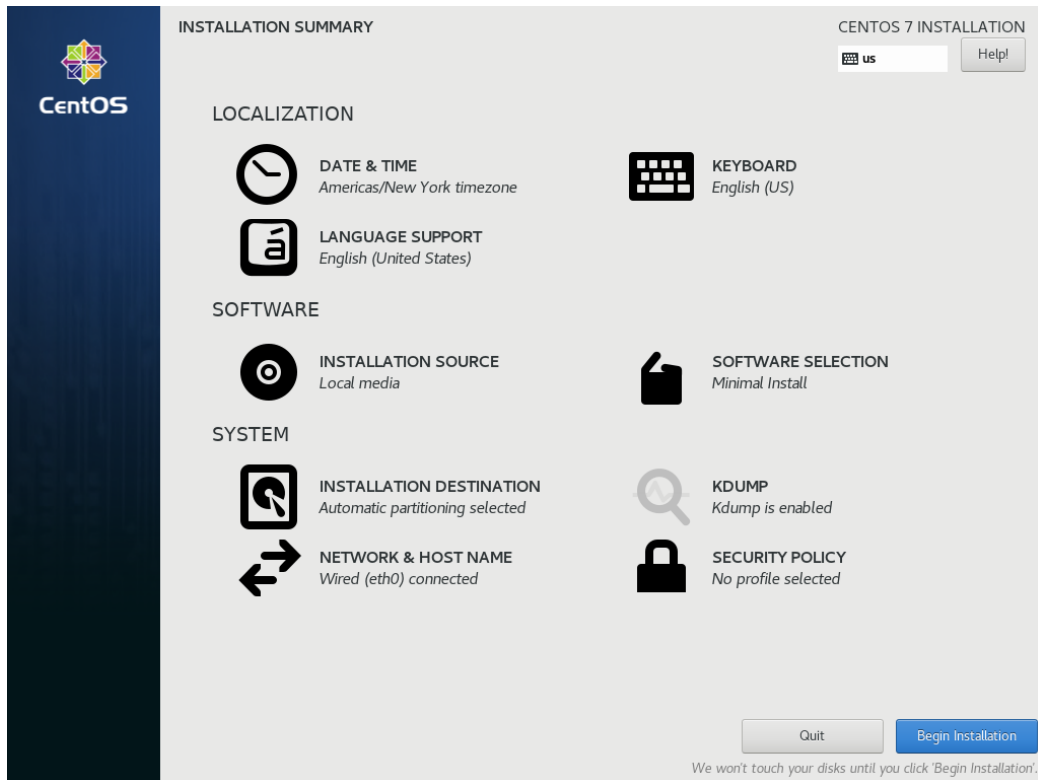 INSTALLATION SUMMARY
CENTOS 7 INSTALLATION
us
Help!
CentOS
LOCALIZATION
DATE & TIME
Americas/New York timezone
KEYBOARD
English (US)
á
LANGUAGE SUPPORT
English (United States)
SOFTWARE
INSTALLATION SOURCE
Local media
SOFTWARE SELECTION
Minimal Install
SYSTEM
INSTALLATION DESTINATION
Automatic partitioning selected
KDUMP
Kdump is enabled
NETWORK & HOST NAME
Wired (eth0) connected
SECURITY POLICY
No profile selected
Quit
Begin Installation
We won't touch your disks until you click 'Begin Installation'.